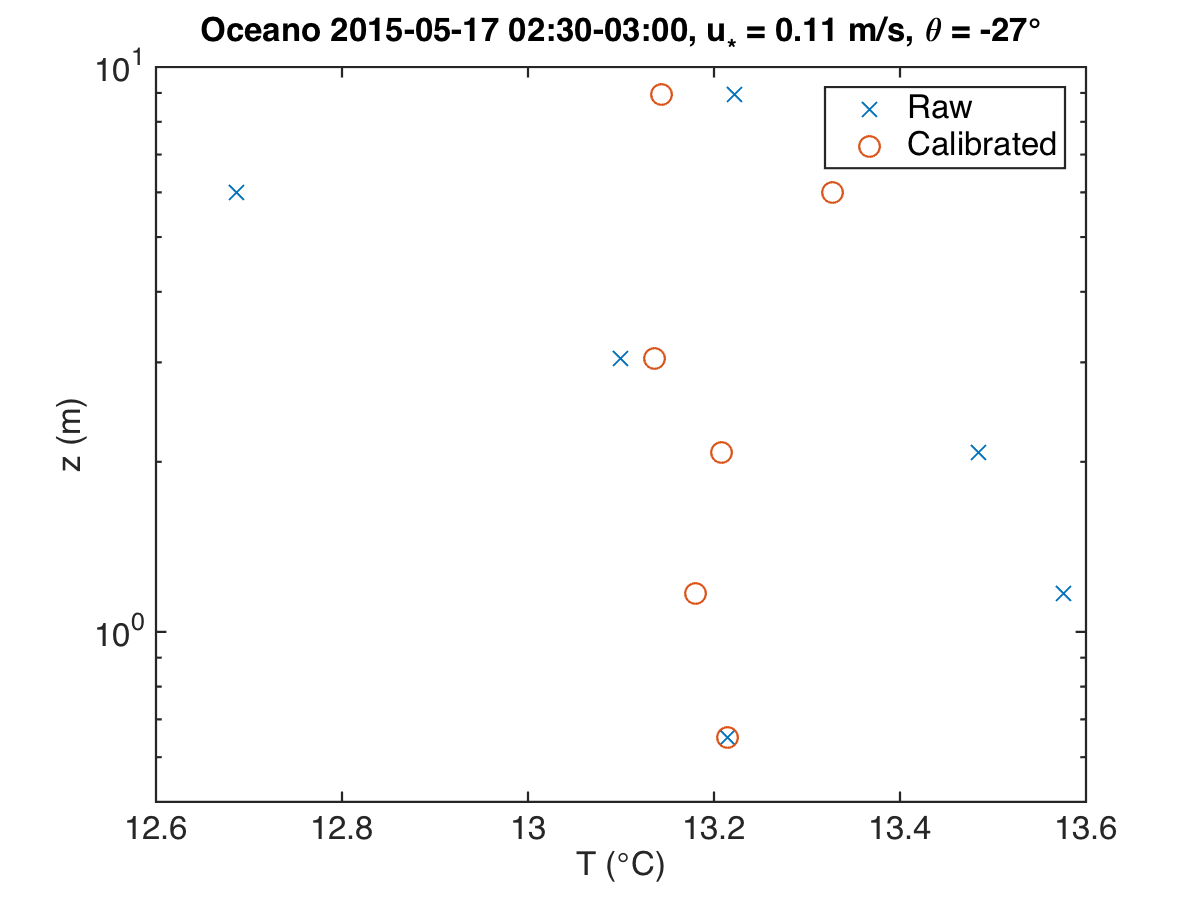 Oceano 2015-05-17 02:30-03:00, u* = 0.11 m/s, θ = -27°
10¹
Raw
Calibrated
z (m)
10⁰
12.6 12.8 13 13.2 13.4 13.6
T (°C)